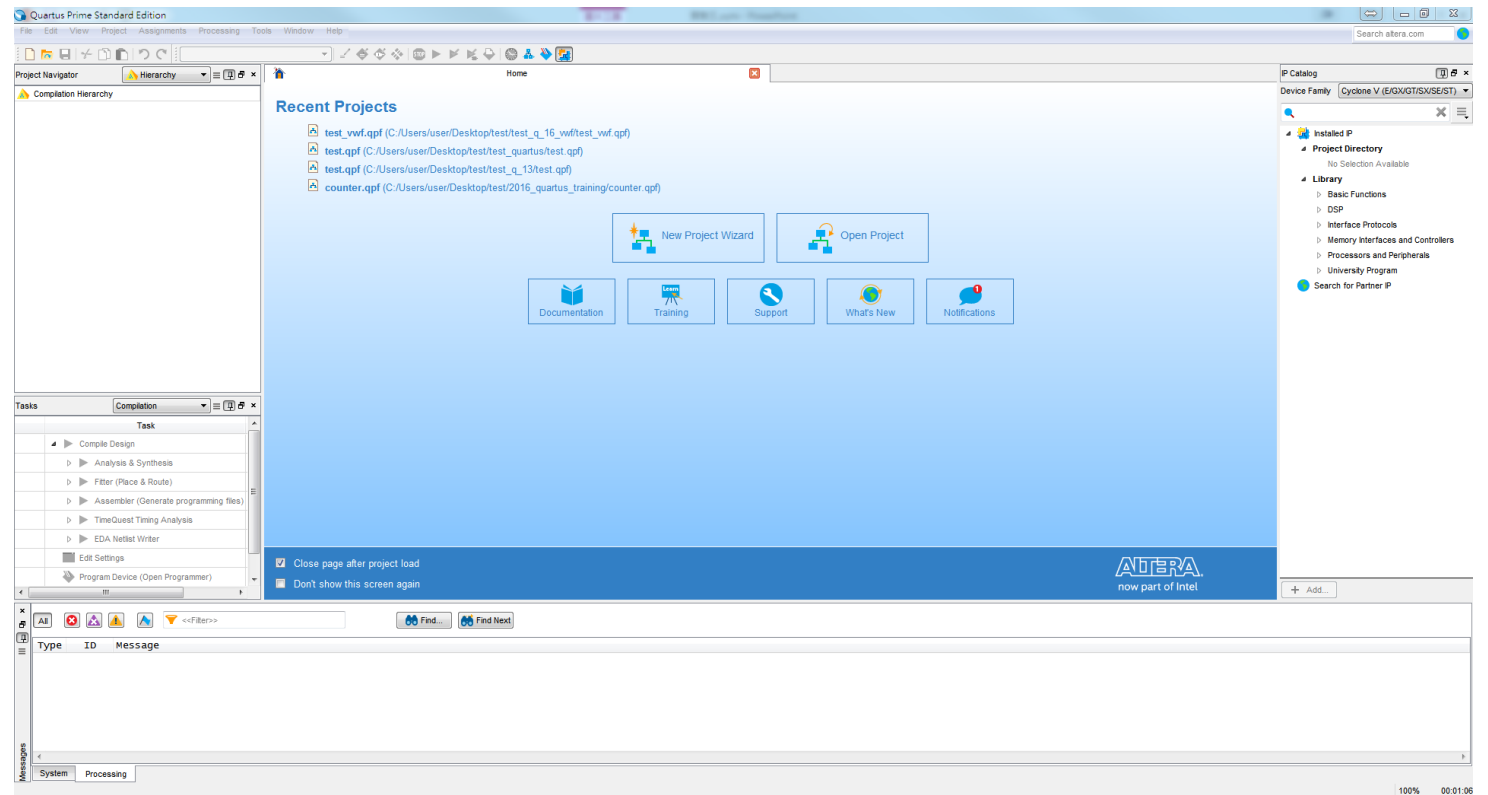 Quartus Prime Standard Edition
File Edit View Project Assignments Processing Tools Window Help
Search altera.com
Project Navigator
Hierarchy
Compilation Hierarchy
Home
Recent Projects
test_vwf.qpf (C:/Users/user/Desktop/test/test_q_16_vwf/test_vwf.qpf)
test.qpf (C:/Users/user/Desktop/test/test_quartus/test.qpf)
test.qpf (C:/Users/user/Desktop/test/test_q_13/test.qpf)
counter.qpf (C:/Users/user/Desktop/test/2016_quartus_training/counter.qpf)
New Project Wizard
Open Project
Documentation
Learn
Training
Support
What's New
1
Notifications
Close page after project load
Don't show this screen again
ALTERA
now part of Intel
IP Catalog
Device Family Cyclone V (E/GX/GT/SX/SE/ST)
Installed IP
Project Directory
No Selection Available
Library
Basic Functions
DSP
Interface Protocols
Memory Interfaces and Controllers
Processors and Peripherals
University Program
Search for Partner IP
+ Add...
Tasks
Compilation
Task
Compile Design
Analysis & Synthesis
Fitter (Place & Route)
Assembler (Generate programming files)
TimeQuest Timing Analysis
EDA Netlist Writer
Edit Settings
Program Device (Open Programmer)
All
<<Filter>>
Find...
Find Next
Type ID Message
Messages
System
Processing
100% 00:01:06